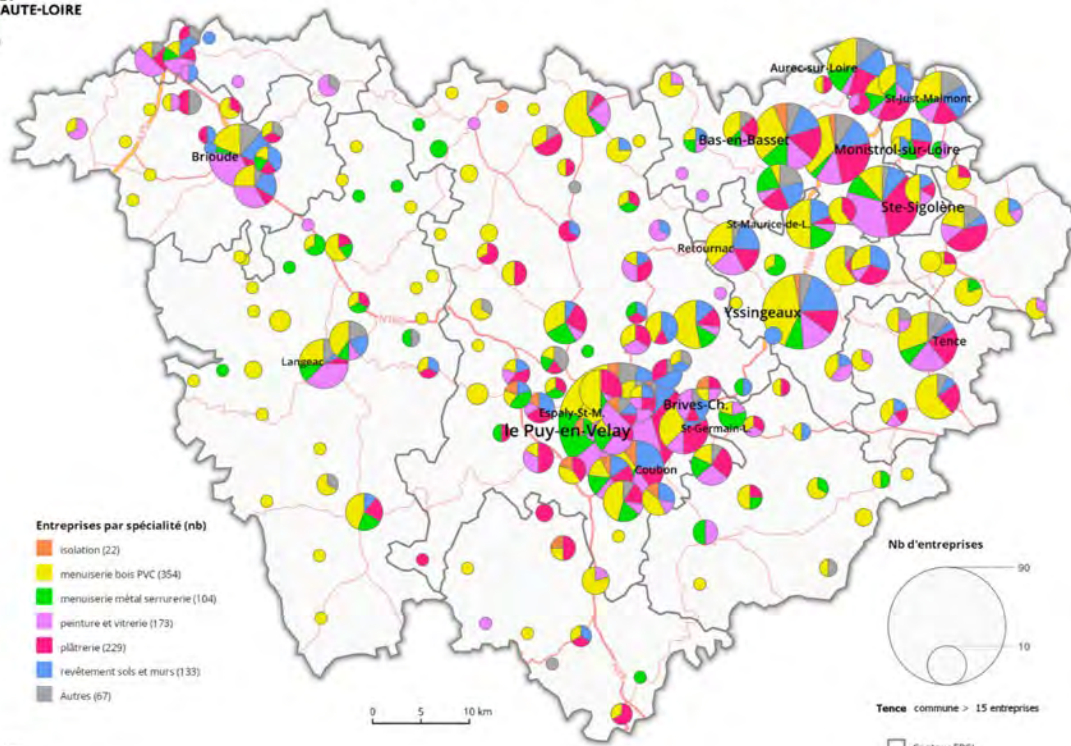 AUTE-LOIRE
Aurec-sur-Loire
St-Just-Malmont
Bas-en-Basset
Monistrol-sur-Loire
Brioude
Ste-Sigolène
St-Maurice-de-L.
Retournac
Yssingeaux
Tence
Langeac
Espaly-St-M.
Brives-Ch.
le Puy-en-Velay
St-Germain-L.
Coubon
Entreprises par spécialité (nb)
isolation (22)
menuiserie bois PVC (354)
menuiserie métal serrurerie (104)
peinture et vitrerie (173)
plâtrerie (229)
revêtement sols et murs (133)
Autres (67)
Nb d'entreprises
90
10
Tence commune > 15 entreprises
0 5 10 km